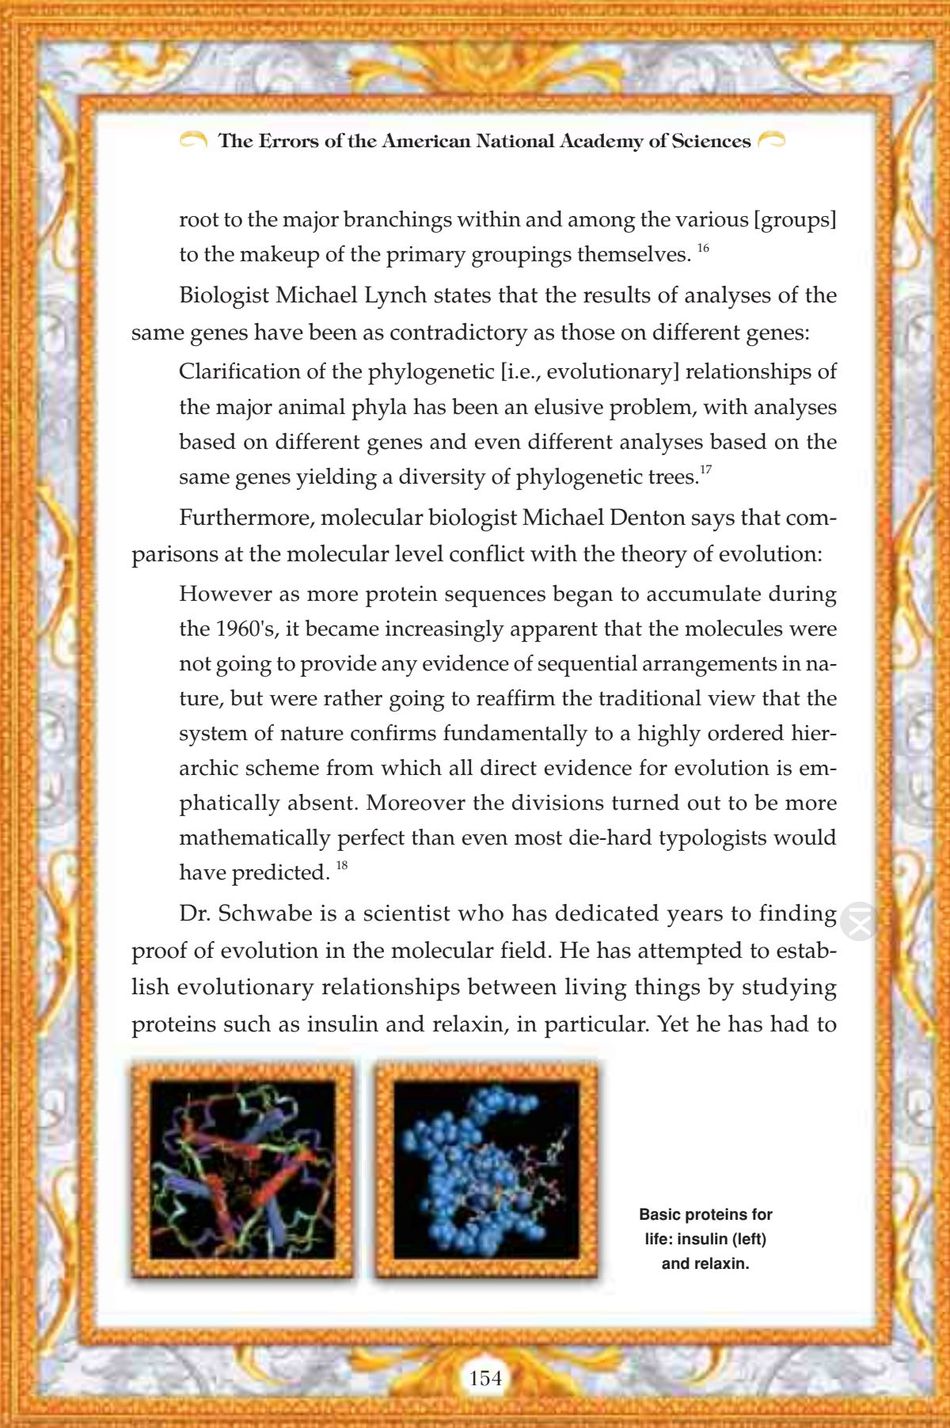 The Errors of the American National Academy of Sciences
root to the major branchings within and among the various [groups]
to the makeup of the primary groupings themselves. 16
Biologist Michael Lynch states that the results of analyses of the
same genes have been as contradictory as those on different genes:
Clarification of the phylogenetic [i.e., evolutionary] relationships of
the major animal phyla has been an elusive problem, with analyses
based on different genes and even different analyses based on the
same genes yielding a diversity of phylogenetic trees.17
Furthermore, molecular biologist Michael Denton says that com-
parisons at the molecular level conflict with the theory of evolution:
However as more protein sequences began to accumulate during
the 1960's, it became increasingly apparent that the molecules were
not going to provide any evidence of sequential arrangements in na-
ture, but were rather going to reaffirm the traditional view that the
system of nature confirms fundamentally to a highly ordered hier-
archic scheme from which all direct evidence for evolution is em-
phatically absent. Moreover the divisions turned out to be more
mathematically perfect than even most die-hard typologists would
have predicted. 18
Dr. Schwabe is a scientist who has dedicated years to finding
proof of evolution in the molecular field. He has attempted to estab-
lish evolutionary relationships between living things by studying
proteins such as insulin and relaxin, in particular. Yet he has had to
Basic proteins for
life: insulin (left)
and relaxin.
154